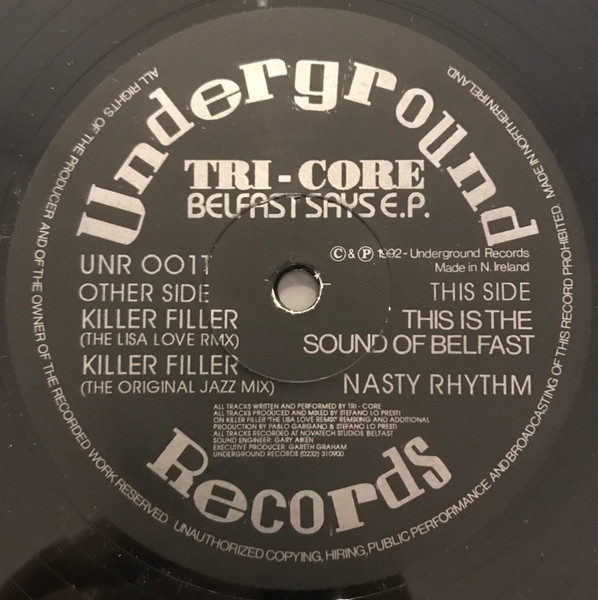 Underground
TRI-CORE
BELFAST SAYS E.P.
UNR 001T
OTHER SIDE
KILLER FILLER
(THE LISA LOVE RMX)
KILLER FILLER
(THE ORIGINAL JAZZ MIX)
© & ℗ 1992-Underground Records
Made in N. Ireland
THIS SIDE
THIS IS THE
SOUND OF BELFAST
NASTY RHYTHM
ALL TRACKS WRITTEN AND PERFORMED BY TRI-CORE
ALL TRACKS PRODUCED AND MIXED BY STEFANO LO PRESTI
ON KILLER FILLER 'THE LISA LOVE REMIX' REMIXING AND ADDITIONAL
PRODUCTION BY PABLO GARGANO & STEFANO LO PRESTI
ALL TRACKS RECORDED AT NOVATECH STUDIOS BELFAST
SOUND ENGINEER: GARY AIKEN
EXECUTIVE PRODUCER: GARETH GRAHAM
UNDERGROUND RECORDS (0232) 310900
Records
ALL RIGHTS OF THE PRODUCER AND OF THE OWNER OF THE RECORDED WORK RESERVED. UNAUTHORIZED COPYING, HIRING, PUBLIC PERFORMANCE AND BROADCASTING OF THIS RECORD PROHIBITED. MADE IN NORTHERN IRELAND.